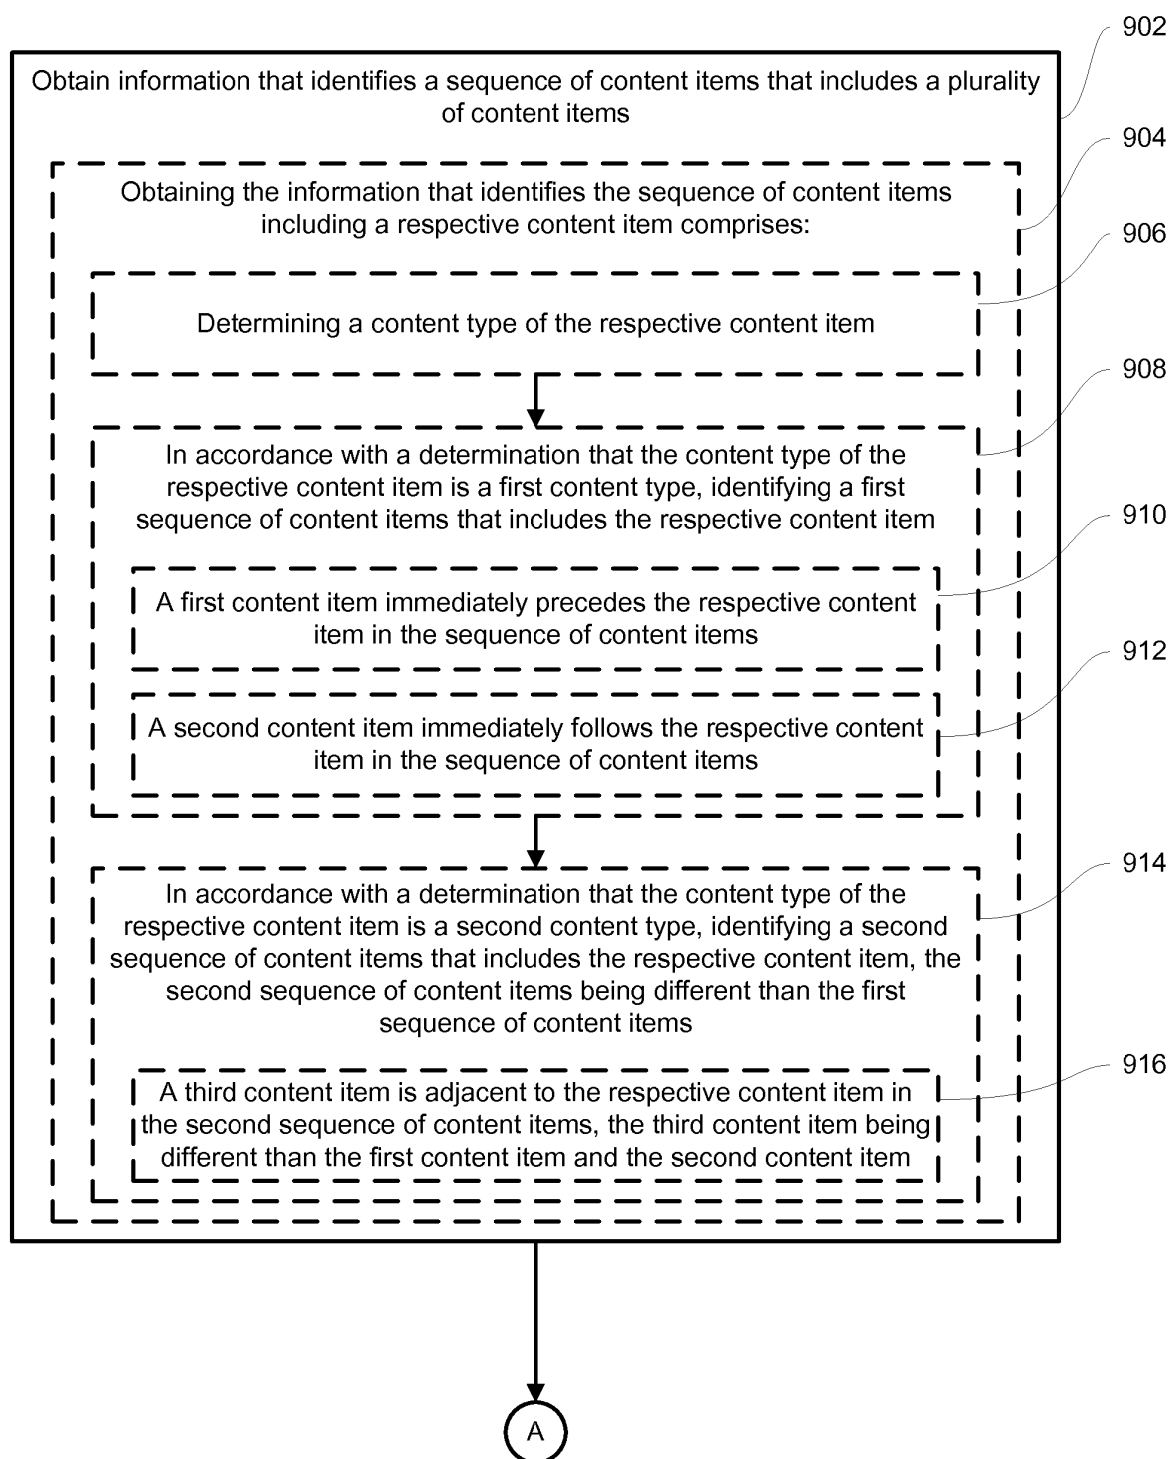 902
Obtain information that identifies a sequence of content items that includes a plurality
of content items
904
Obtaining the information that identifies the sequence of content items
including a respective content item comprises:
906
Determining a content type of the respective content item
908
In accordance with a determination that the content type of the
respective content item is a first content type, identifying a first
sequence of content items that includes the respective content item
910
A first content item immediately precedes the respective content
item in the sequence of content items
912
A second content item immediately follows the respective content
item in the sequence of content items
914
In accordance with a determination that the content type of the
respective content item is a second content type, identifying a second
sequence of content items that includes the respective content item, the
second sequence of content items being different than the first
sequence of content items
916
A third content item is adjacent to the respective content item in
the second sequence of content items, the third content item being
different than the first content item and the second content item
A